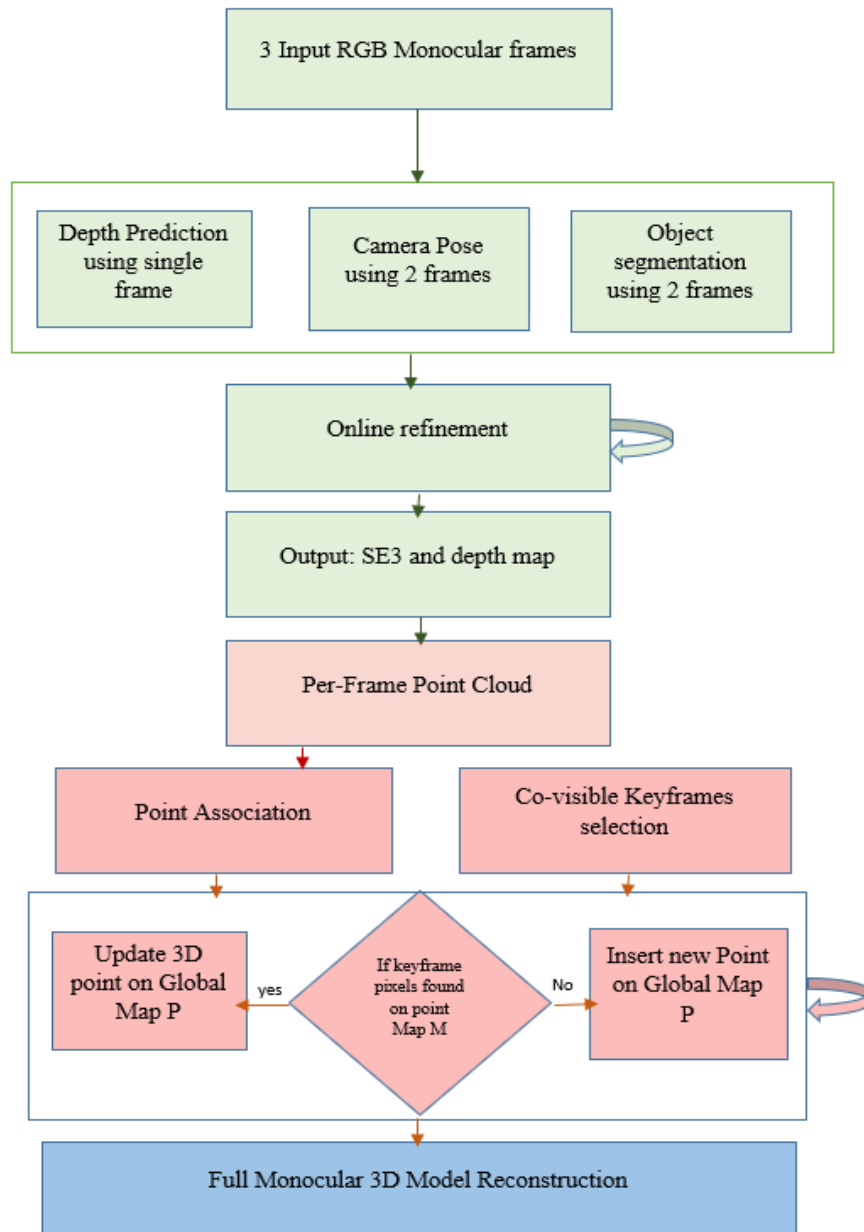 3 Input RGB Monocular frames
Depth Prediction
using single
frame
Camera Pose
using 2 frames
Object
segmentation
using 2 frames
Online refinement
Output: SE3 and depth map
Per-Frame Point Cloud
Point Association
Co-visible Keyframes
selection
Update 3D
point on Global
Map P
yes
If keyframe
pixels found
on point
Map M
No
Insert new Point
on Global Map
P
Full Monocular 3D Model Reconstruction